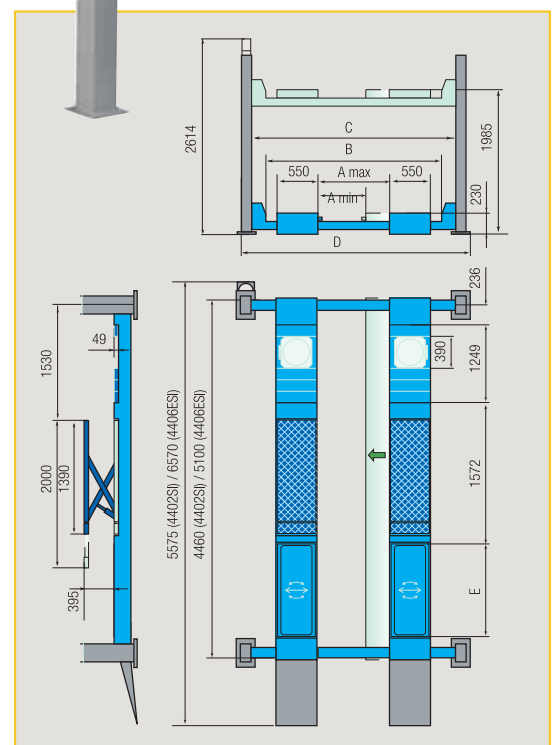 2614
C
B
550
A max
550
A min
D
1985
230
236
49
1530
2000
1390
395
5575 (4402SI) / 6570 (4406ESI)
4460 (4402SI) / 5100 (4406ESI)
390
1249
1572
E